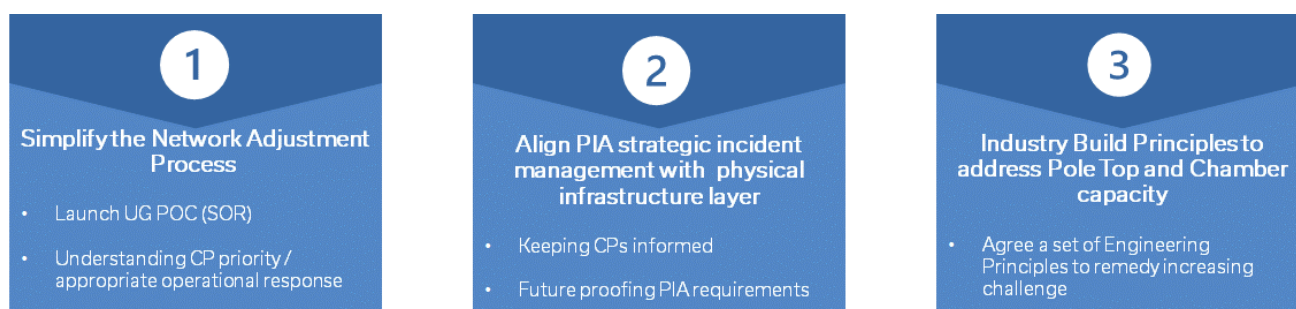 1
Simplify the Network Adjustment
Process
• Launch UG POC (SOR)
• Understanding CP priority /
appropriate operational response
2
Align PIA strategic incident
management with physical
infrastructure layer
• Keeping CPs informed
• Future proofing PIA requirements
3
Industry Build Principles to
address Pole Top and Chamber
capacity
• Agree a set of Engineering
Principles to remedy increasing
challenge